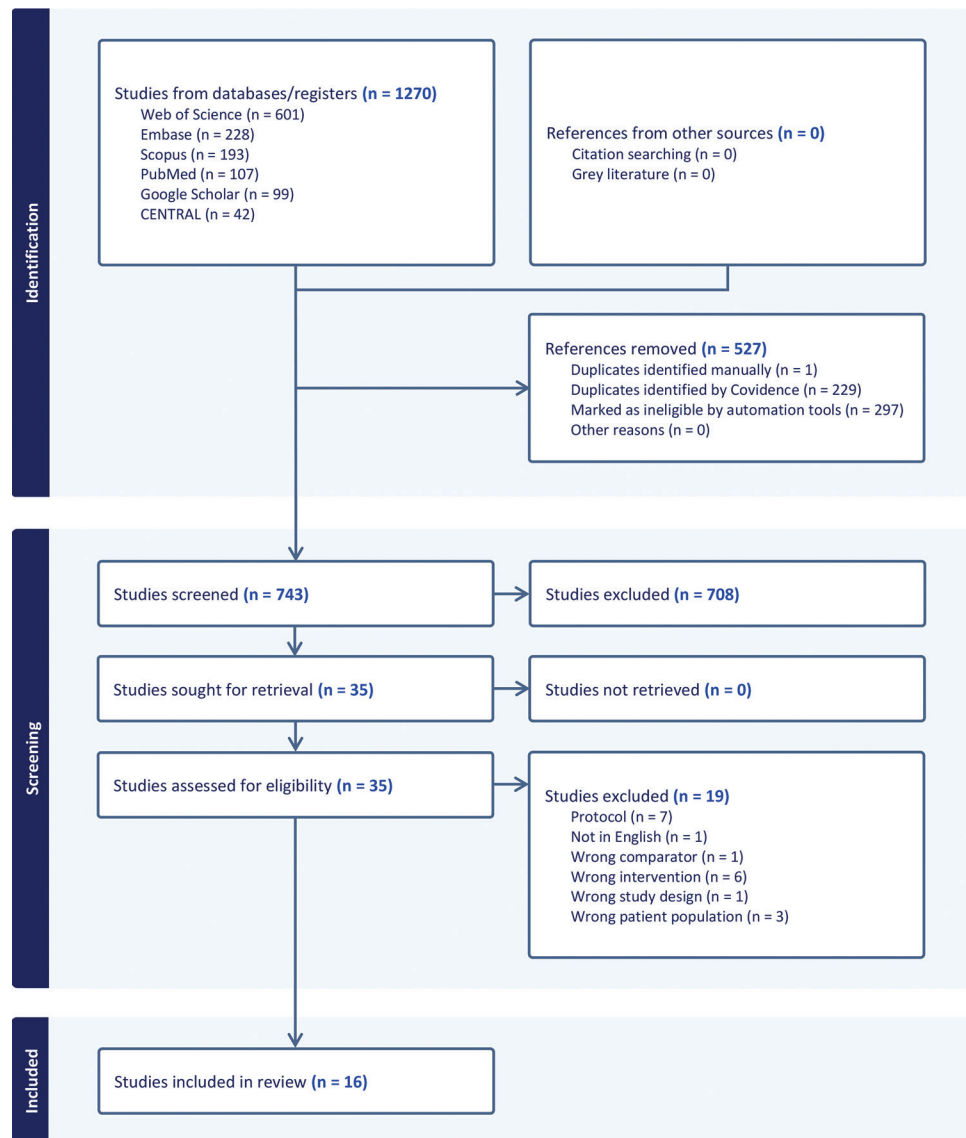 Identification
Studies from databases/registers (n = 1270)
Web of Science (n = 601)
Embase (n = 228)
Scopus (n = 193)
PubMed (n = 107)
Google Scholar (n = 99)
CENTRAL (n = 42)
References from other sources (n = 0)
Citation searching (n = 0)
Grey literature (n = 0)
References removed (n = 527)
Duplicates identified manually (n = 1)
Duplicates identified by Covidence (n = 229)
Marked as ineligible by automation tools (n = 297)
Other reasons (n = 0)
Screening
Studies screened (n = 743)
Studies excluded (n = 708)
Studies sought for retrieval (n = 35)
Studies not retrieved (n = 0)
Studies assessed for eligibility (n = 35)
Studies excluded (n = 19)
Protocol (n = 7)
Not in English (n = 1)
Wrong comparator (n = 1)
Wrong intervention (n = 6)
Wrong study design (n = 1)
Wrong patient population (n = 3)
Included
Studies included in review (n = 16)